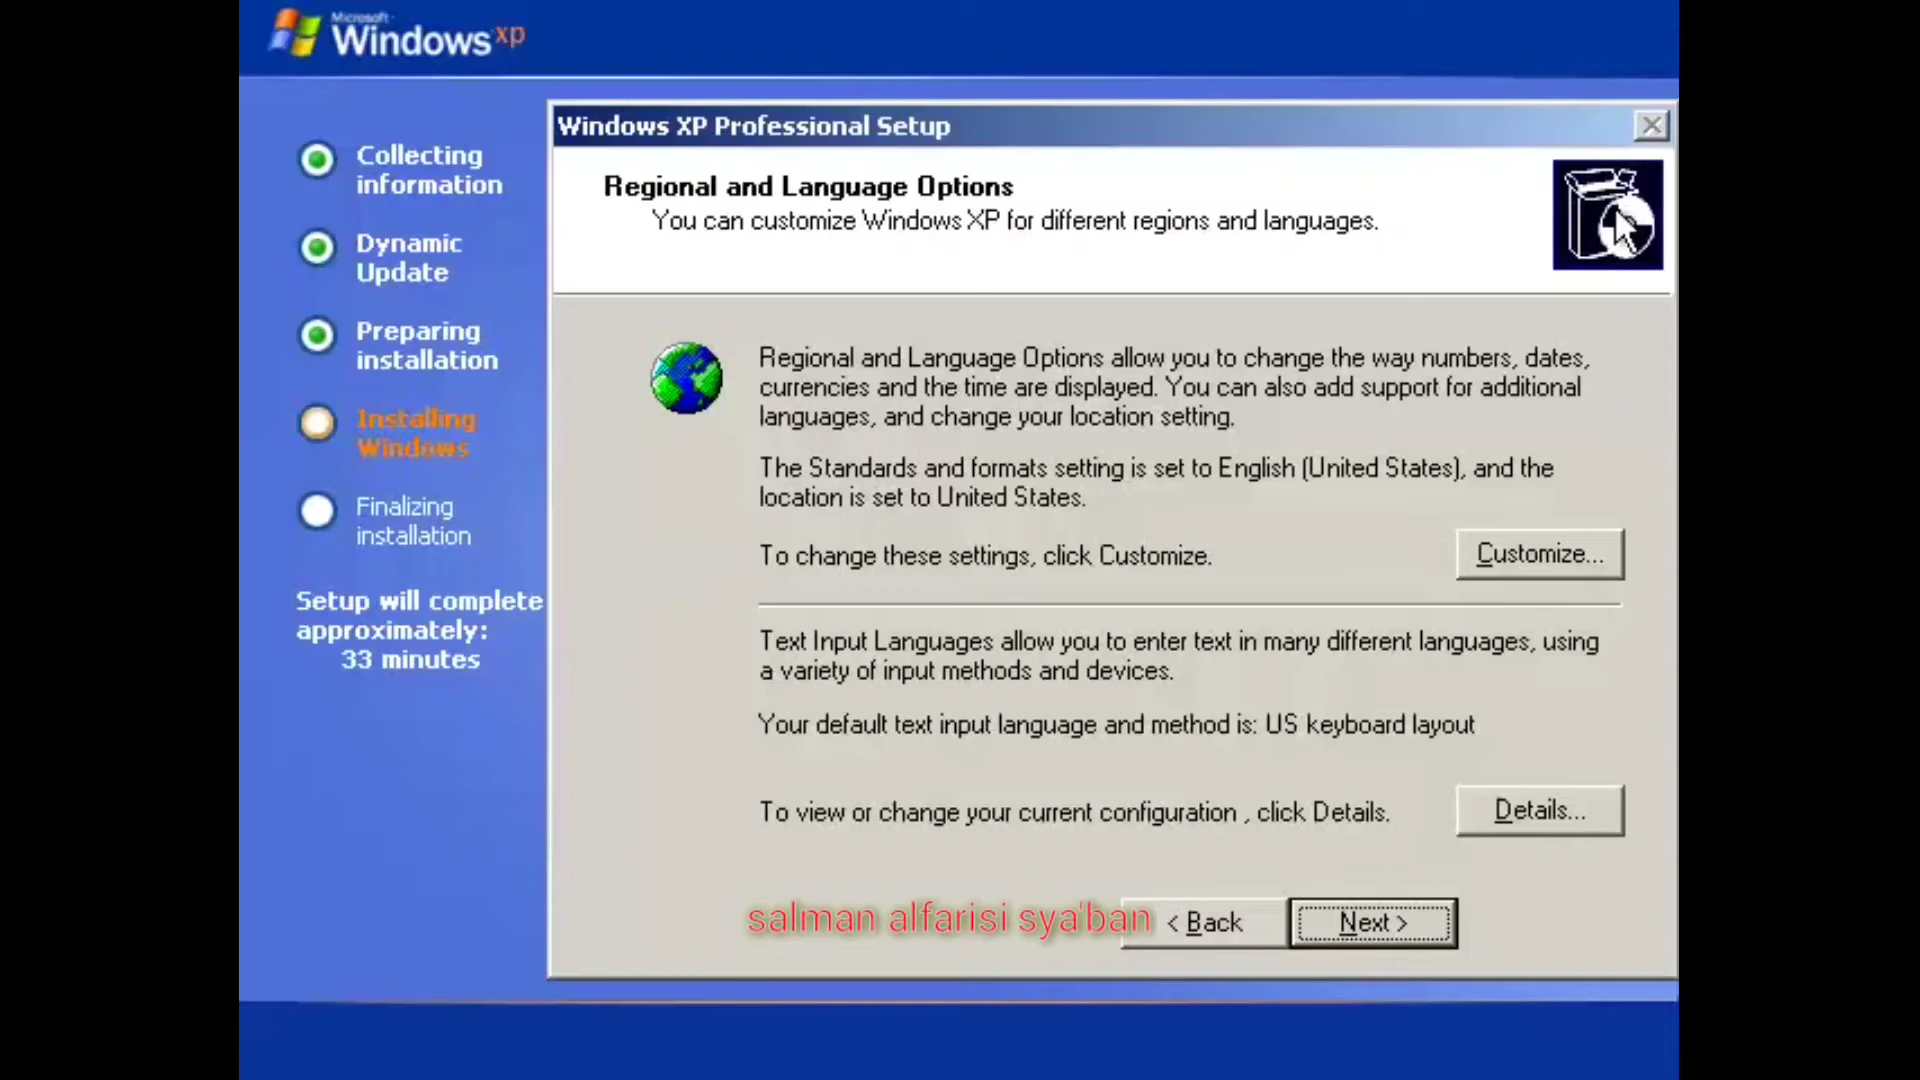 Microsoft
Windows xp
Collecting
information
Dynamic
Update
Preparing
installation
Installing
Windows
Finalizing
installation
Setup will complete
approximately:
33 minutes
Windows XP Professional Setup
Regional and Language Options
You can customize Windows XP for different regions and languages.
Regional and Language Options allow you to change the way numbers, dates,
currencies and the time are displayed. You can also add support for additional
languages, and change your location setting.
The Standards and formats setting is set to English (United States), and the
location is set to United States.
To change these settings, click Customize.
Customize...
Text Input Languages allow you to enter text in many different languages, using
a variety of input methods and devices.
Your default text input language and method is: US keyboard layout
To view or change your current configuration , click Details.
Details...
salman alfarisi sya'ban
< Back
Next >